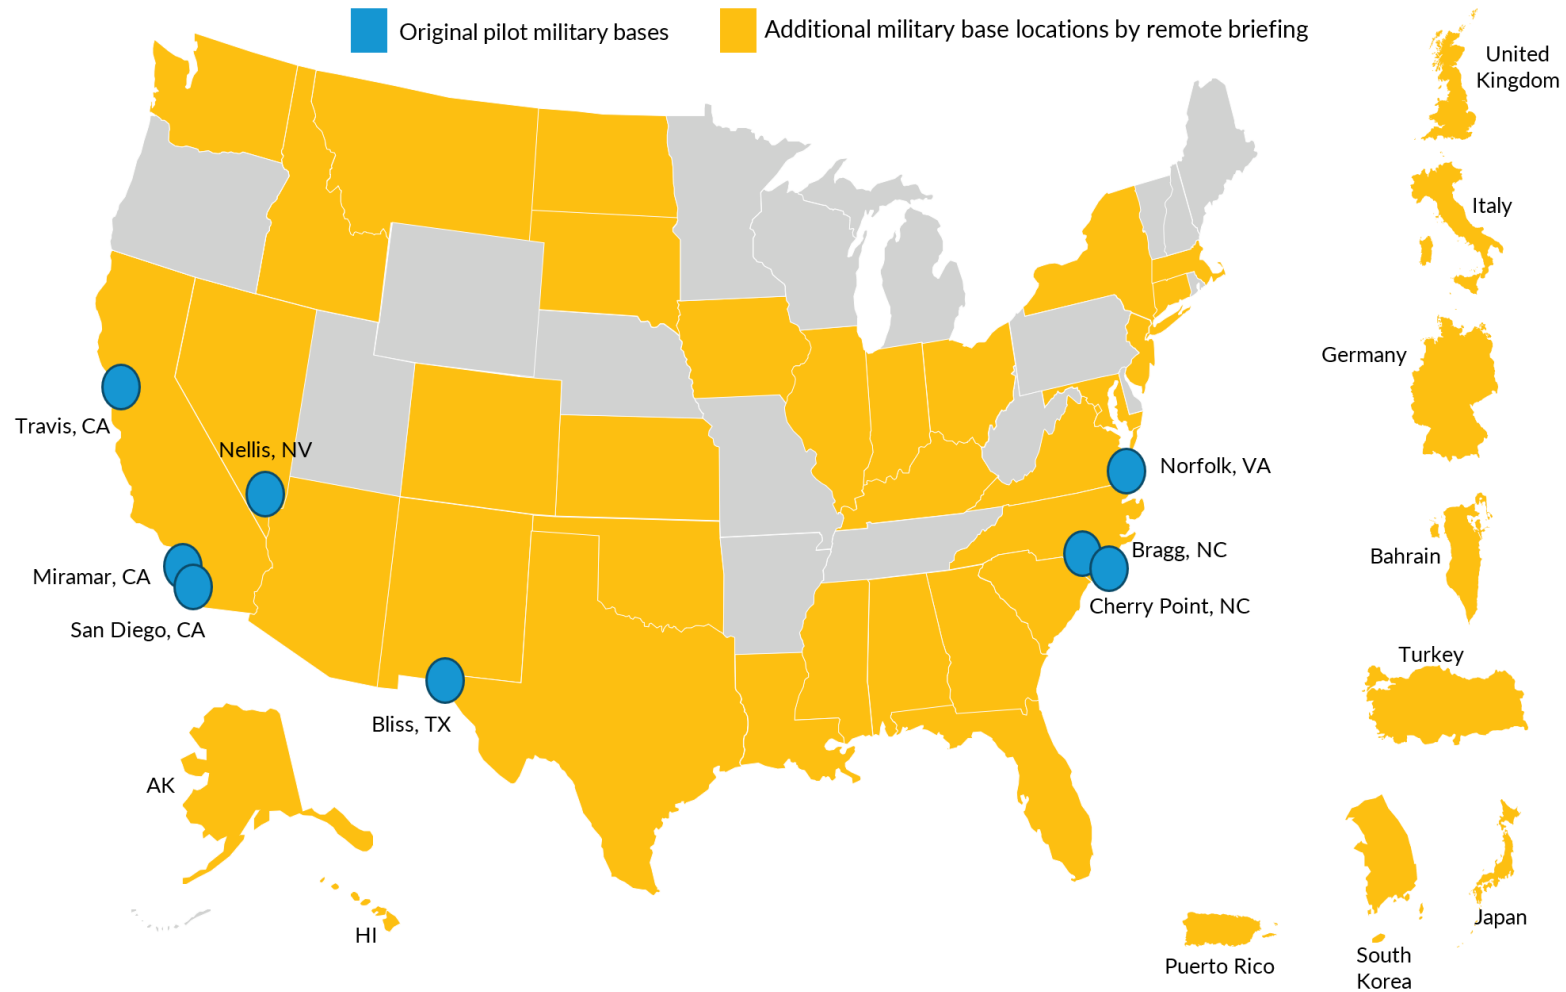 Original pilot military bases
Additional military base locations by remote briefing
United
Kingdom
Italy
Germany
Travis, CA
Nellis, NV
Norfolk, VA
Bragg, NC
Bahrain
Miramar, CA
Cherry Point, NC
San Diego, CA
Turkey
Bliss, TX
AK
HI
Japan
Puerto Rico
South
Korea